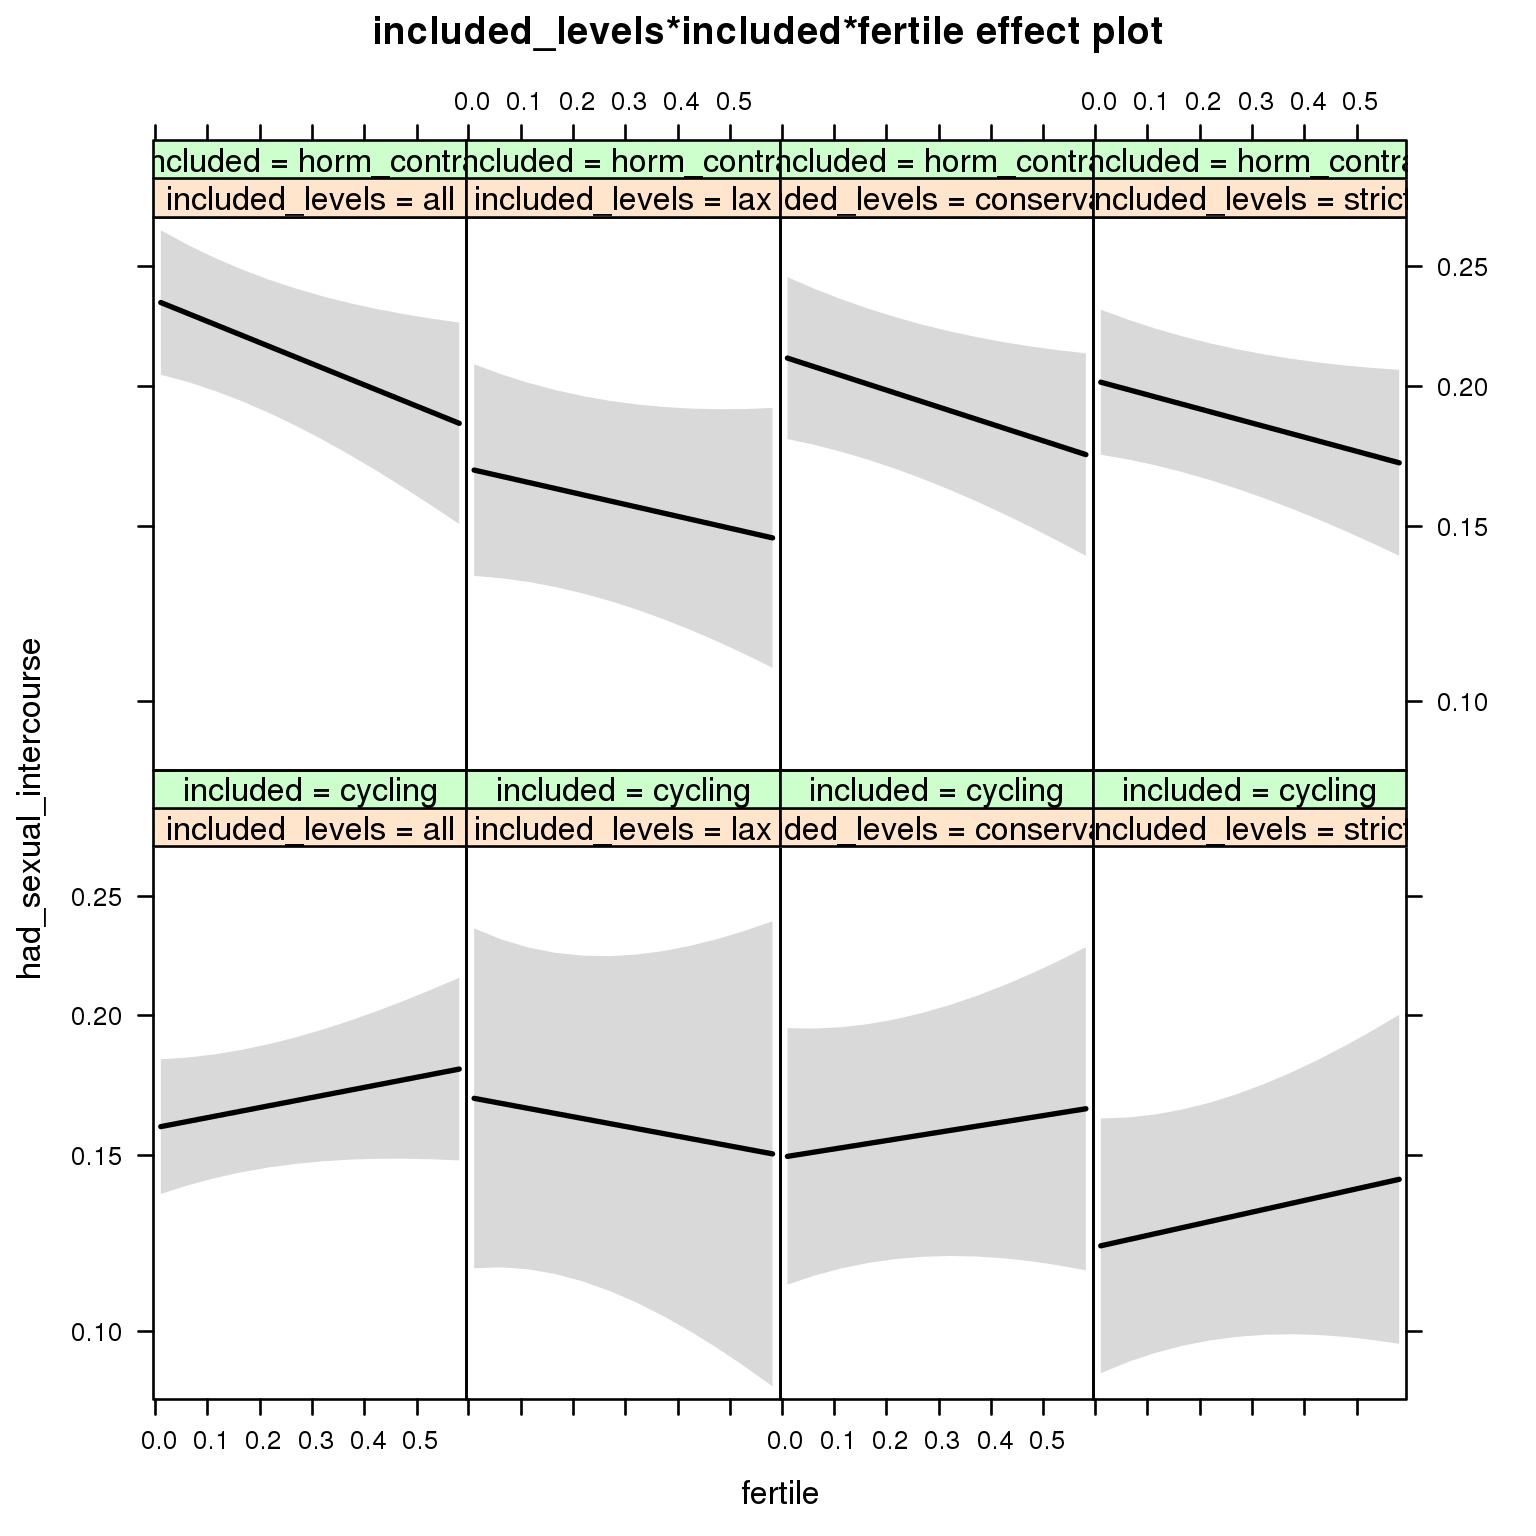 included_levels*included*fertile effect plot
0.0 0.1 0.2 0.3 0.4 0.5 0.0 0.1 0.2 0.3 0.4 0.5
ncluded = horm_contra ncluded = horm_contra ncluded = horm_contra ncluded = horm_contra
included_levels = all included_levels = lax ded_levels = conserva ncluded_levels = strict
0.25
0.20
0.15
0.10
had_sexual_intercourse
included = cycling included = cycling included = cycling included = cycling
included_levels = all included_levels = lax ded_levels = conserva ncluded_levels = strict
0.25
0.20
0.15
0.10
0.0 0.1 0.2 0.3 0.4 0.5 0.0 0.1 0.2 0.3 0.4 0.5
fertile